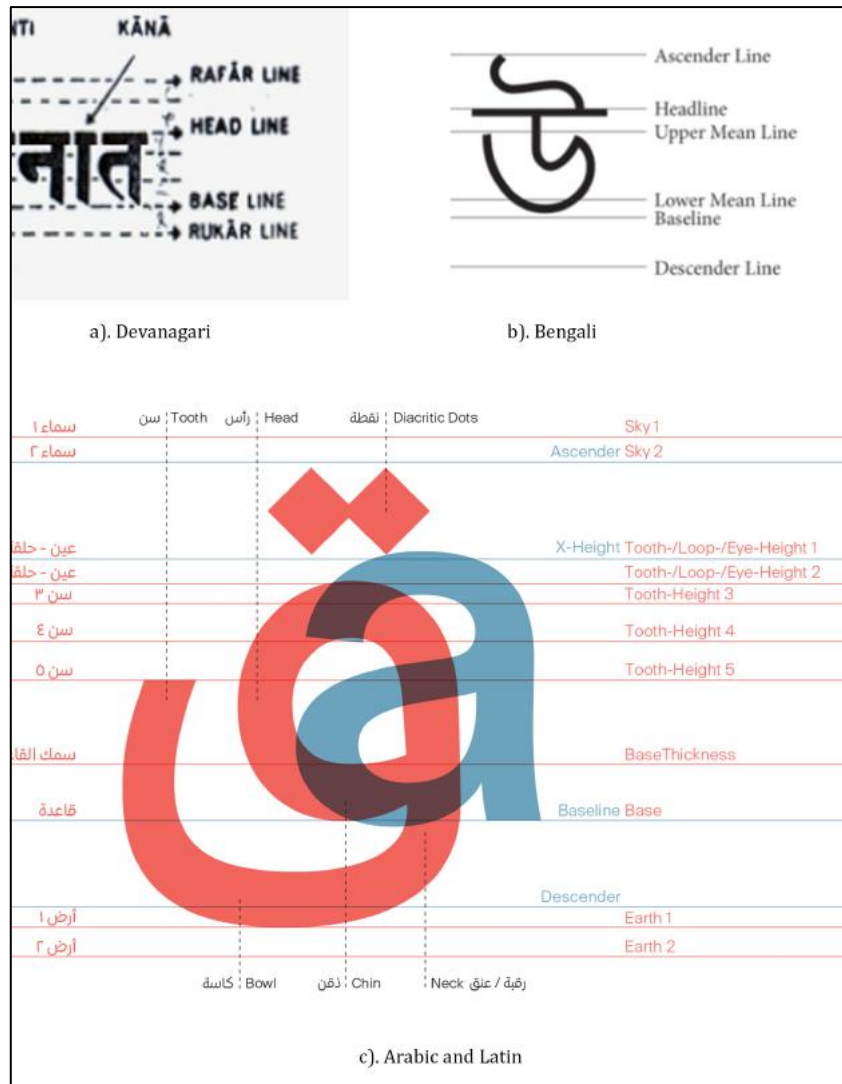 KĀNĀ
RAFĀR LINE
HEAD LINE
नात
BASE LINE
RUKĀR LINE
a). Devanagari
Ascender Line
Headline
Upper Mean Line
উ
Lower Mean Line
Baseline
Descender Line
b). Bengali
سن Tooth رأس Head نقطة Diacritic Dots
سماء ١ Sky 1
سماء ٢ Ascender Sky 2
عين - X-Height Tooth-/Loop-/Eye-Height 1
عين - Tooth-/Loop-/Eye-Height 2
سن ٣ Tooth-Height 3
سن ٤ Tooth-Height 4
سن ٥ Tooth-Height 5
ق a
سمك BaseThickness
قاعدة Baseline Base
Descender
أرض ١ Earth 1
أرض ٢ Earth 2
كاسة Bowl ذقن Chin Neck رقبة / عنق
c). Arabic and Latin